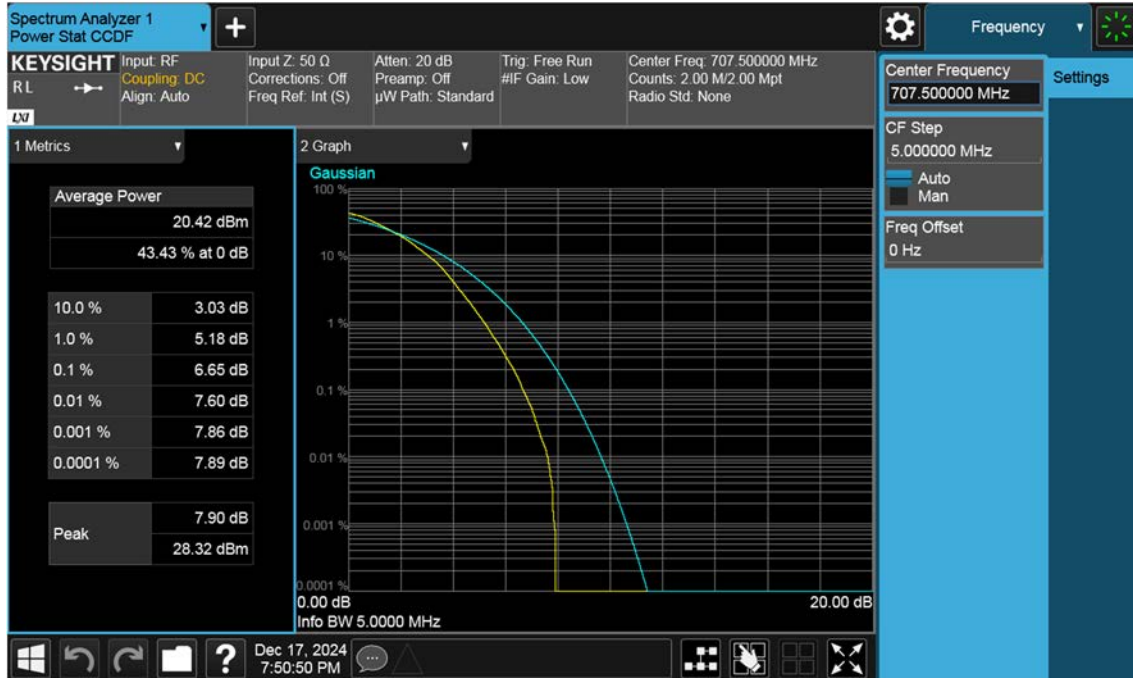 Spectrum Analyzer 1
Power Stat CCDF
Frequency
KEYSIGHT
R L
LXI
Input: RF
Coupling: DC
Align: Auto
Input Z: 50 Ω
Corrections: Off
Freq Ref: Int (S)
Atten: 20 dB
Preamp: Off
µW Path: Standard
Trig: Free Run
#IF Gain: Low
Center Freq: 707.500000 MHz
Counts: 2.00 M/2.00 Mpt
Radio Std: None
Center Frequency
707.500000 MHz
Settings
CF Step
5.000000 MHz
Auto
Man
Freq Offset
0 Hz
1 Metrics
Average Power
20.42 dBm
43.43 % at 0 dB
10.0 % 3.03 dB
1.0 % 5.18 dB
0.1 % 6.65 dB
0.01 % 7.60 dB
0.001 % 7.86 dB
0.0001 % 7.89 dB
Peak
7.90 dB
28.32 dBm
2 Graph
Gaussian
100 %
10 %
1 %
0.1 %
0.01 %
0.001 %
0.0001 %
0.00 dB 20.00 dB
Info BW 5.0000 MHz
?
Dec 17, 2024
7:50:50 PM